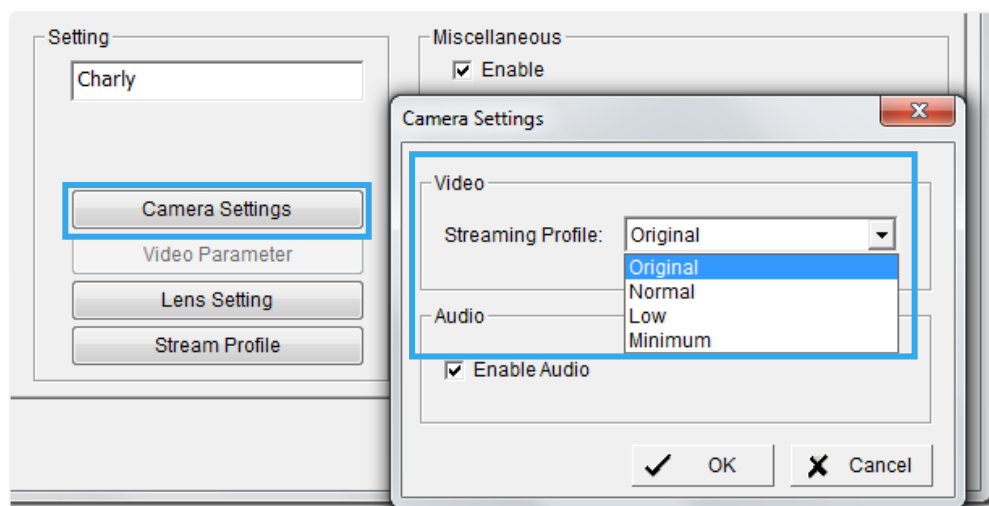 Setting
Charly
Camera Settings
Video Parameter
Lens Setting
Stream Profile
Miscellaneous
Enable
Camera Settings
Video
Streaming Profile: Original
Original
Normal
Low
Minimum
Audio
Enable Audio
OK Cancel